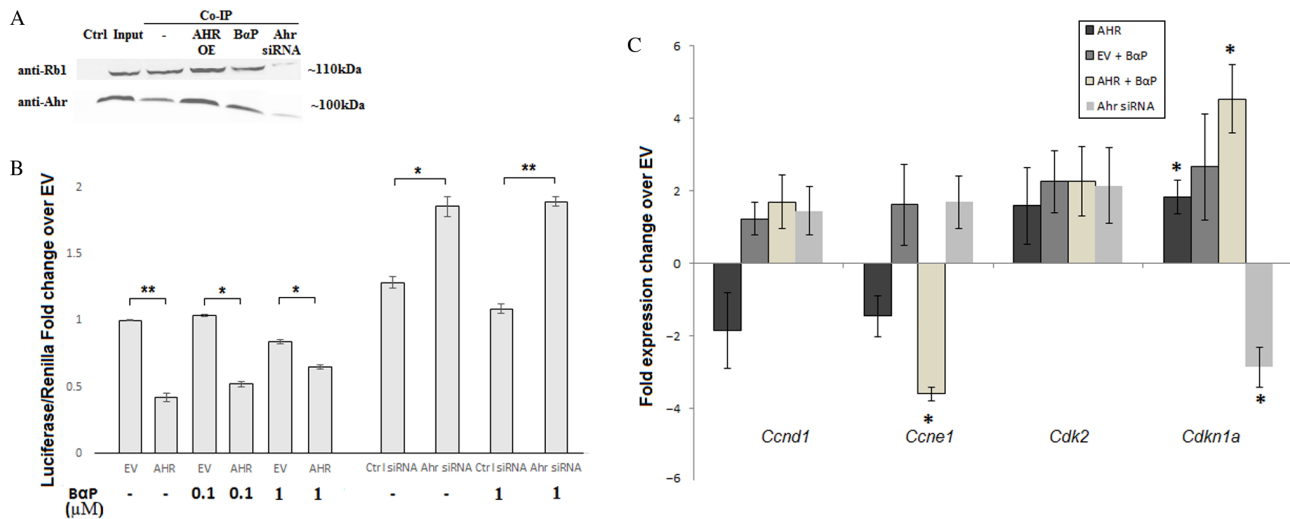 A
Co-IP
Ctrl Input - AHR OE BαP Ahr siRNA
anti-Rb1 ~110kDa
anti-Ahr ~100kDa
B
Luciferase/Renilla Fold change over EV
2
1.5
1
0.5
0
** * * * **
EV AHR EV AHR EV AHR Ctrl siRNA Ahr siRNA Ctrl siRNA Ahr siRNA
BαP (µM) - - 0.1 0.1 1 1 - - 1 1
C
Fold expression change over EV
6
4
2
0
−2
−4
−6
AHR
EV + BαP
AHR + BαP
Ahr siRNA
* * * *
Ccnd1 Ccne1 Cdk2 Cdkn1a